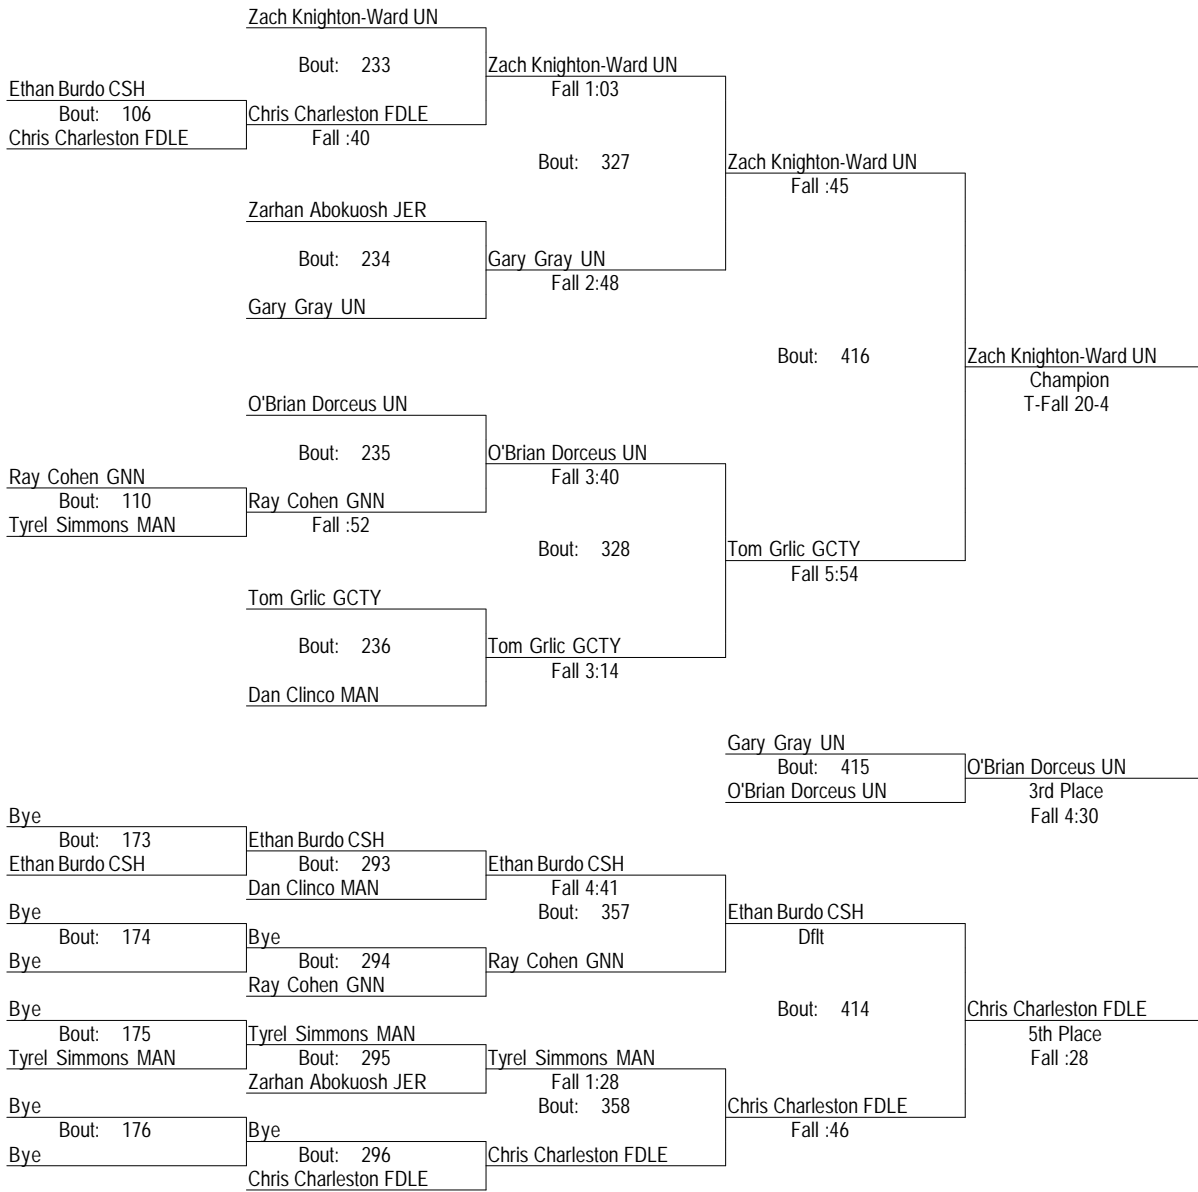 Zach Knighton-Ward UN
Bout: 233
Zach Knighton-Ward UN
Ethan Burdo CSH
Fall 1:03
Bout: 106
Chris Charleston FDLE
Chris Charleston FDLE
Fall :40
Bout: 327
Zach Knighton-Ward UN
Fall :45
Zarhan Abokuosh JER
Bout: 234
Gary Gray UN
Fall 2:48
Gary Gray UN
Bout: 416
Zach Knighton-Ward UN
Champion
T-Fall 20-4
O'Brian Dorceus UN
Bout: 235
O'Brian Dorceus UN
Ray Cohen GNN
Fall 3:40
Bout: 110
Ray Cohen GNN
Tyrel Simmons MAN
Fall :52
Bout: 328
Tom Grlic GCTY
Fall 5:54
Tom Grlic GCTY
Bout: 236
Tom Grlic GCTY
Fall 3:14
Dan Clinco MAN
Gary Gray UN
Bout: 415
O'Brian Dorceus UN
O'Brian Dorceus UN
3rd Place
Fall 4:30
Bye
Bout: 173
Ethan Burdo CSH
Ethan Burdo CSH
Bout: 293
Ethan Burdo CSH
Dan Clinco MAN
Fall 4:41
Bye
Bout: 357
Ethan Burdo CSH
Bout: 174
Bye
Dflt
Bye
Bout: 294
Ray Cohen GNN
Ray Cohen GNN
Bye
Bout: 414
Chris Charleston FDLE
Bout: 175
Tyrel Simmons MAN
5th Place
Tyrel Simmons MAN
Bout: 295
Tyrel Simmons MAN
Fall :28
Zarhan Abokuosh JER
Fall 1:28
Bye
Bout: 358
Chris Charleston FDLE
Bout: 176
Bye
Fall :46
Bye
Bout: 296
Chris Charleston FDLE
Chris Charleston FDLE